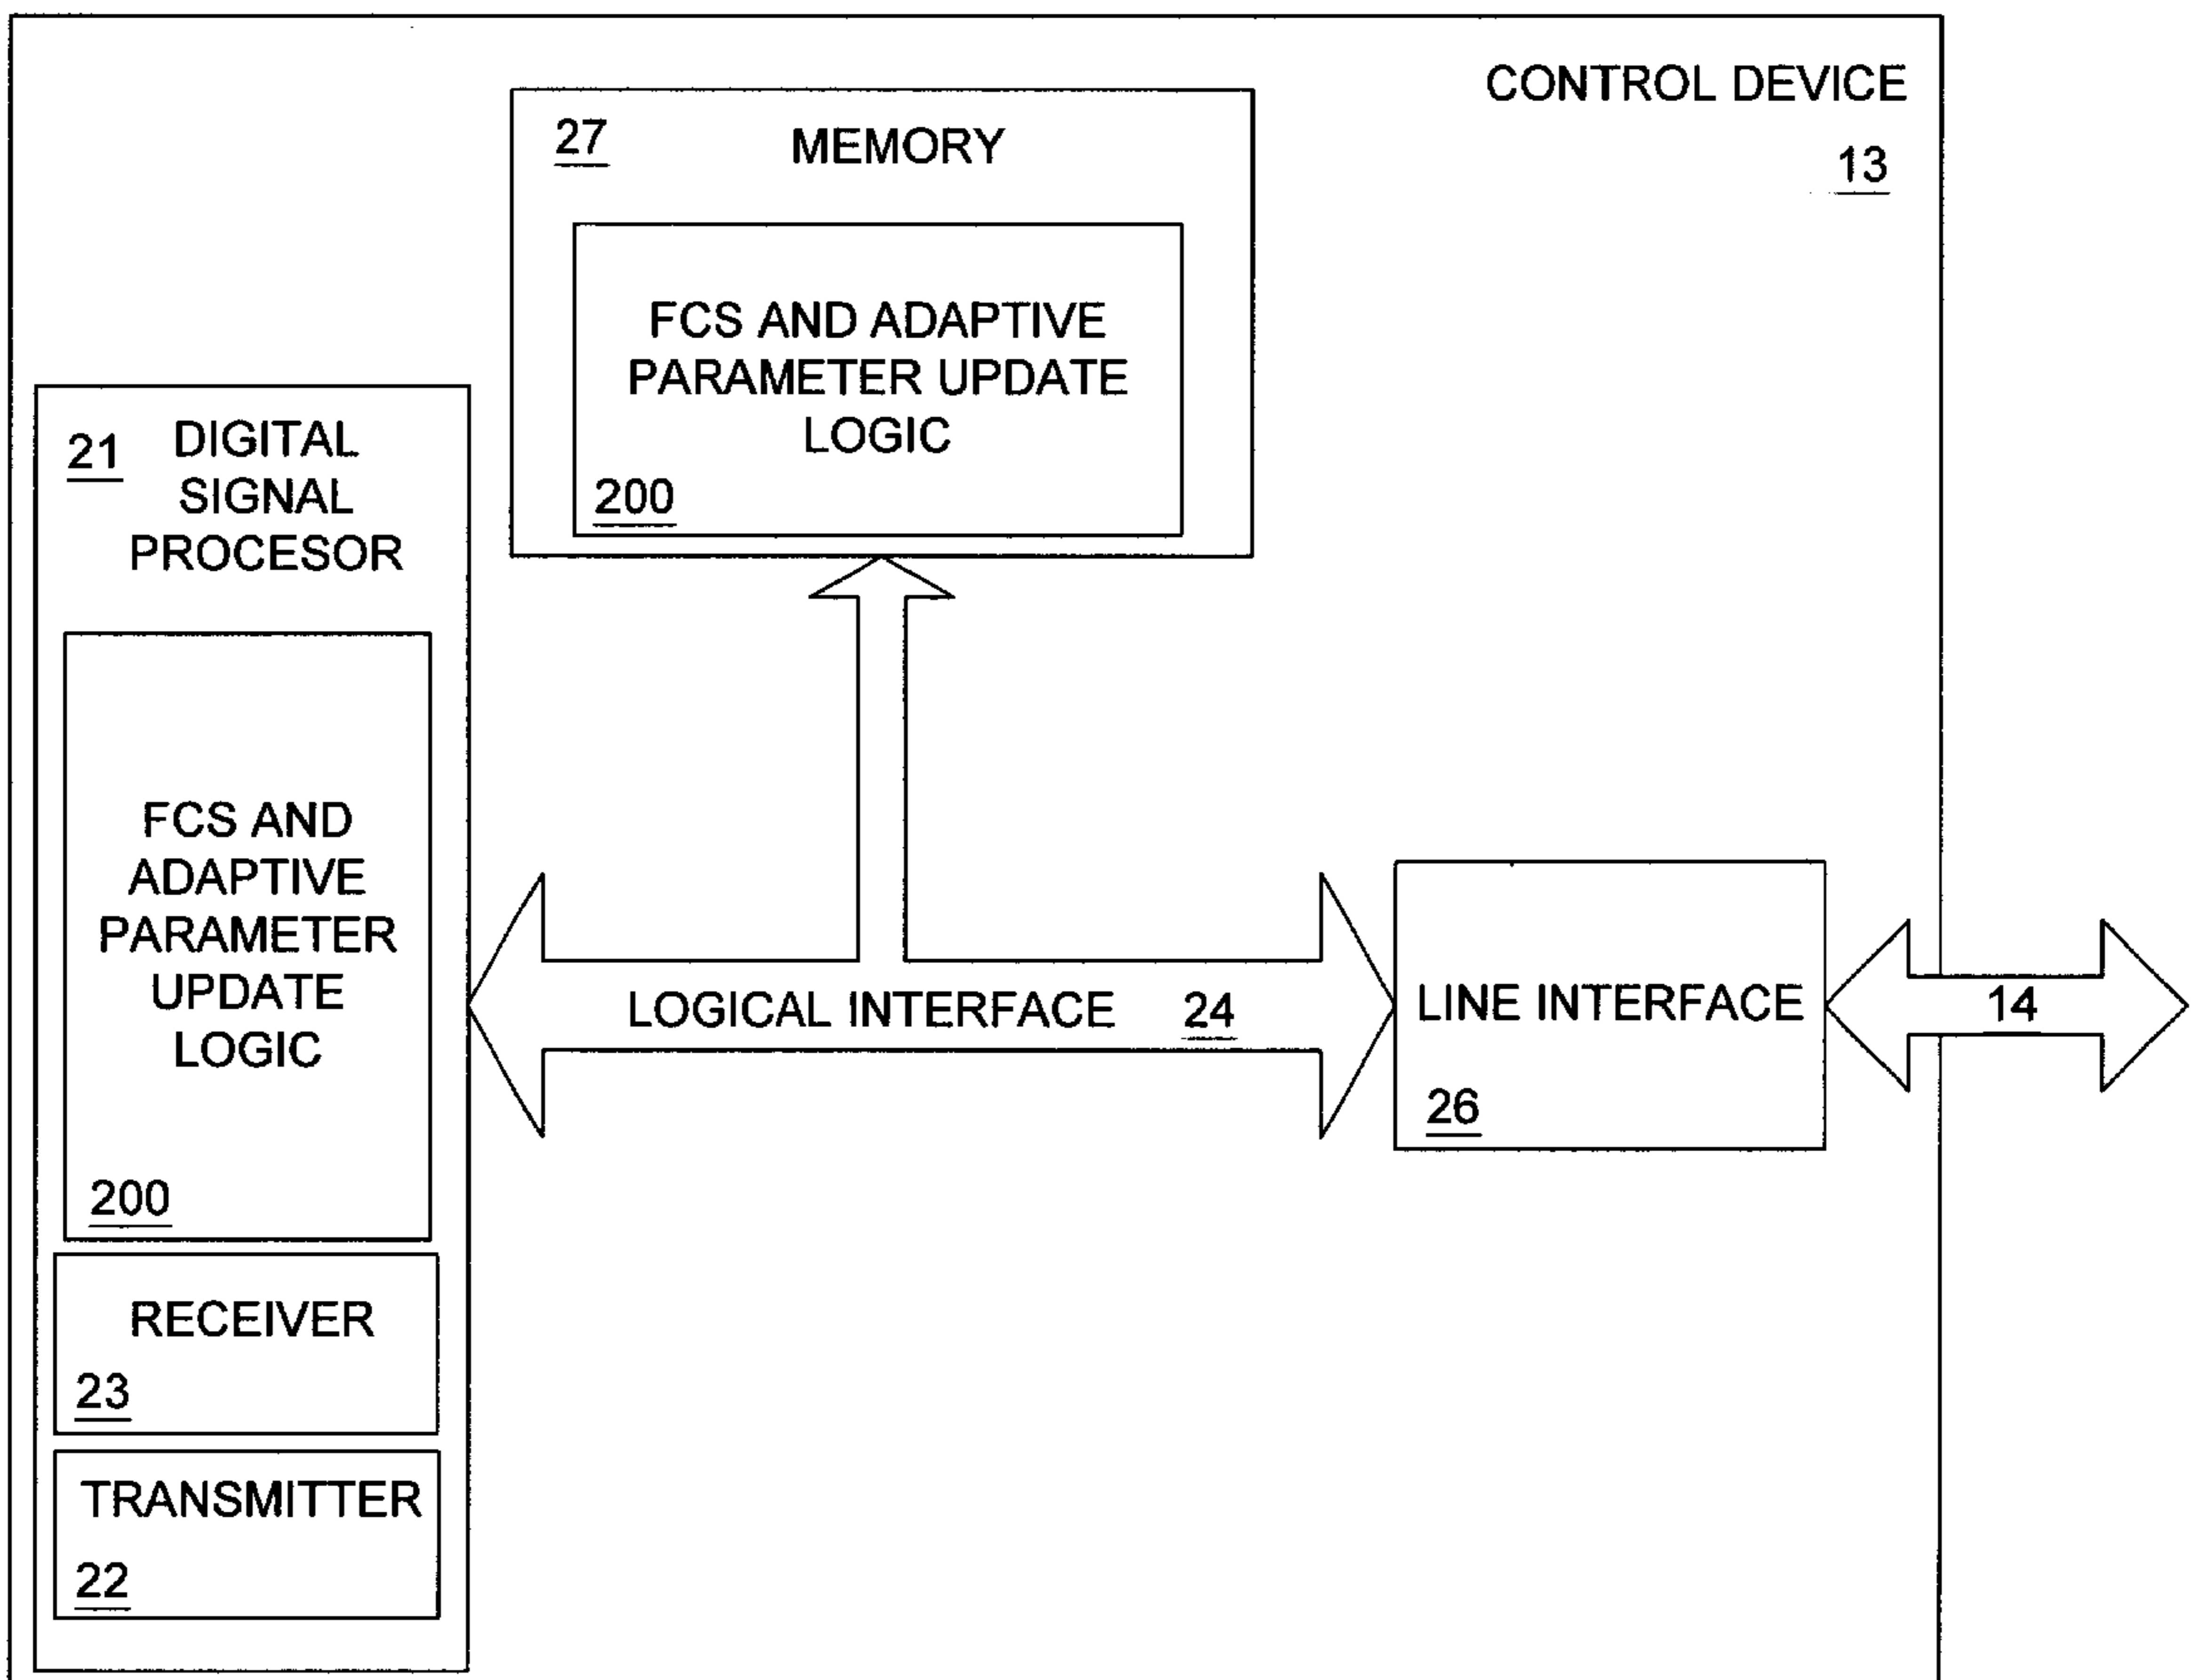 CONTROL DEVICE
13
27 MEMORY
FCS AND ADAPTIVE
PARAMETER UPDATE
LOGIC
200
21 DIGITAL
SIGNAL
PROCESOR
FCS AND
ADAPTIVE
PARAMETER
UPDATE
LOGIC
200
RECEIVER
23
TRANSMITTER
22
LOGICAL INTERFACE 24
LINE INTERFACE
26
14